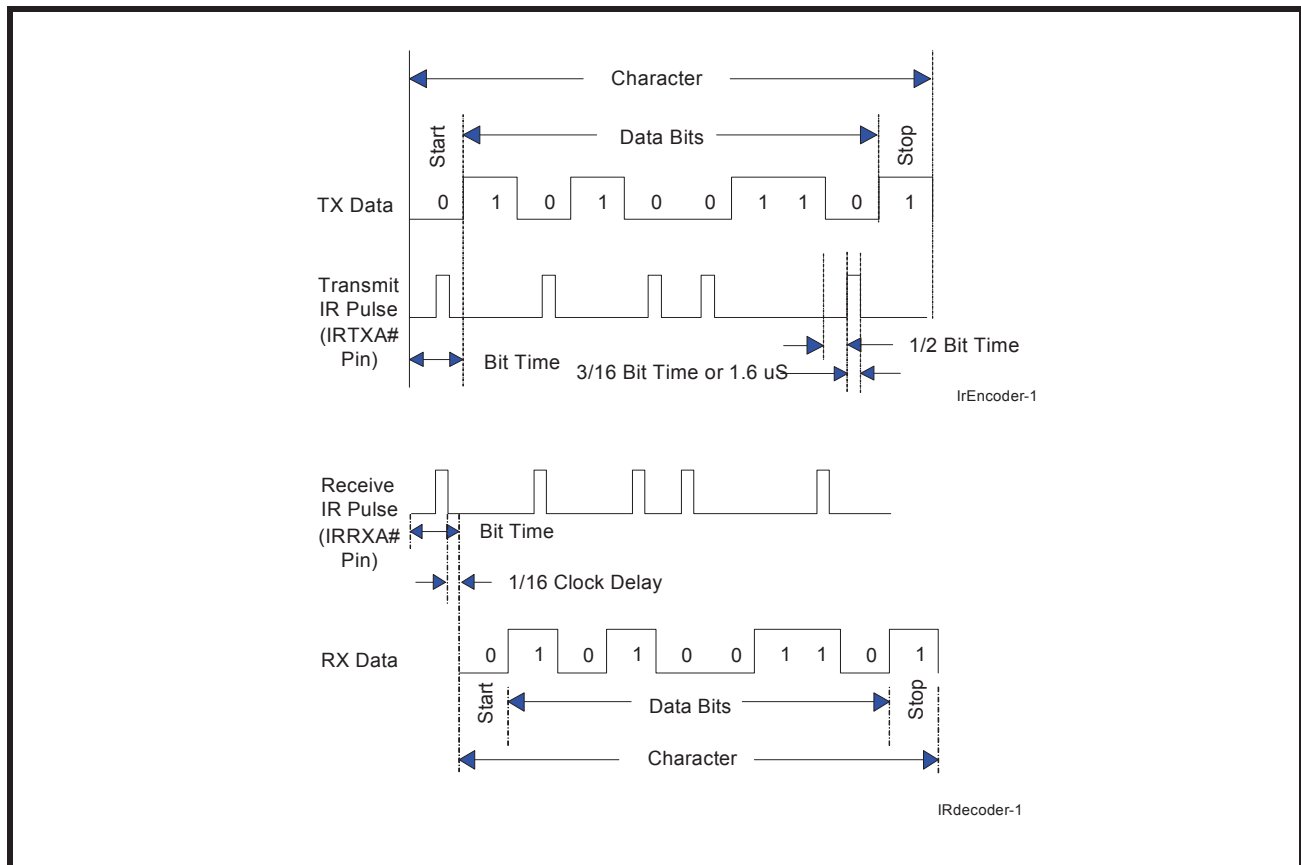 Character
Start
Data Bits
Stop
TX Data
0 1 0 1 0 0 1 1 0 1
Transmit
IR Pulse
(IRTXA#
Pin)
Bit Time
1/2 Bit Time
3/16 Bit Time or 1.6 uS
IrEncoder-1
Receive
IR Pulse
(IRRXA#
Pin)
Bit Time
1/16 Clock Delay
RX Data
0 1 0 1 0 0 1 1 0 1
Start
Data Bits
Stop
Character
IRdecoder-1